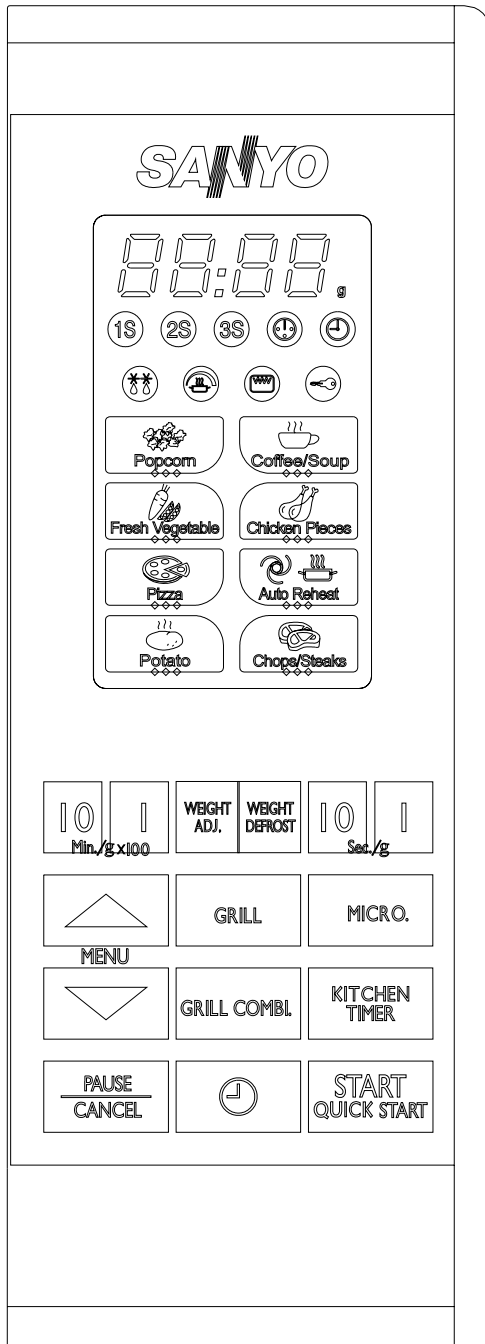 SANYO
88:88 g
1S 2S 3S
Popcorn Coffee/Soup
Fresh Vegetable Chicken Pieces
Pizza Auto Reheat
Potato Chops/Steaks
10 1 WEIGHT ADJ. WEIGHT DEFROST 10 1
Min./g x100 Sec./g
GRILL MICRO.
MENU
GRILL COMBI. KITCHEN TIMER
PAUSE START
CANCEL QUICK START